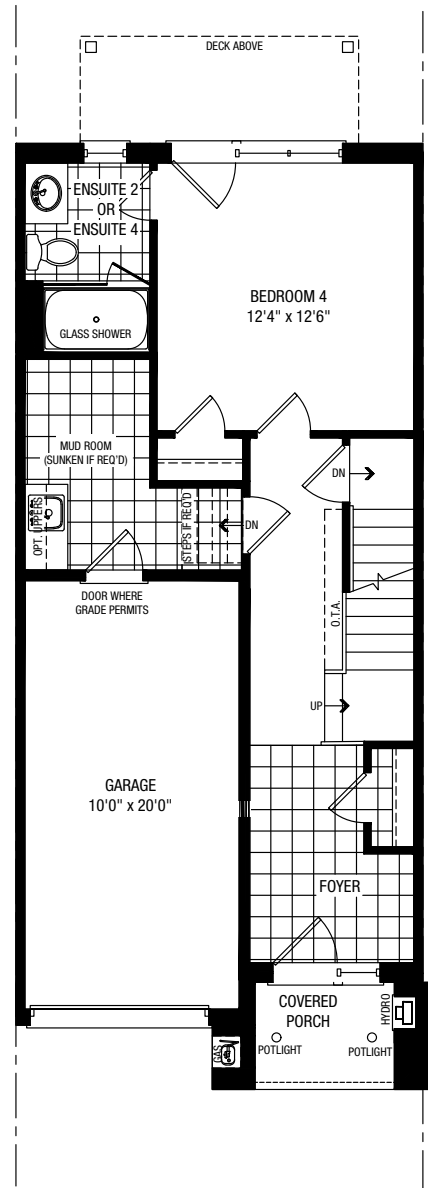 DECK ABOVE
ENSUITE 2
OR
ENSUITE 4
BEDROOM 4
12'4" x 12'6"
GLASS SHOWER
MUD ROOM
(SUNKEN IF REQ'D)
DN
OPT. UPPERS
STEPS IF REQ'D
DN
DOOR WHERE
GRADE PERMITS
O.T.A.
UP
GARAGE
10'0" x 20'0"
FOYER
COVERED
PORCH
HYDRO
GAS
POTLIGHT
POTLIGHT